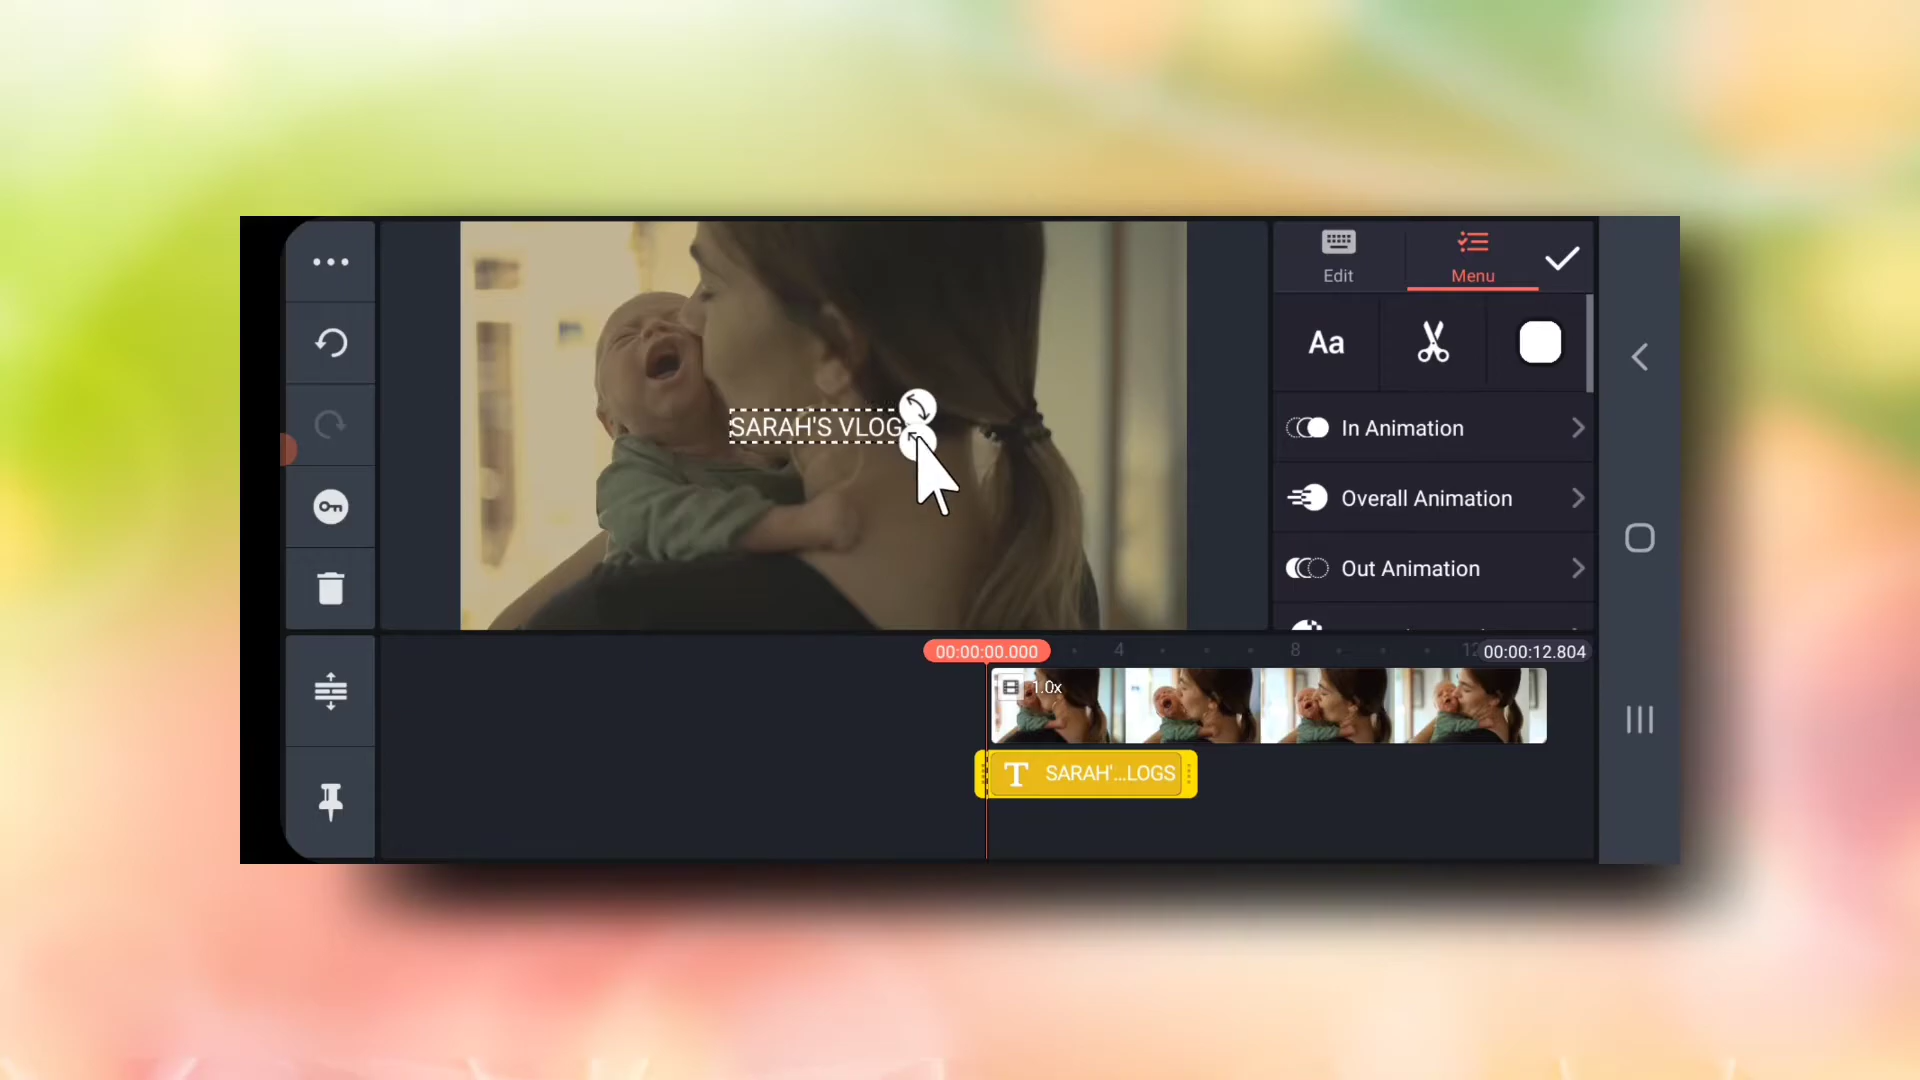 Edit
Menu
Aa
SARAH'S VLOG
In Animation
Overall Animation
Out Animation
00:00:00.000
4
8
12
00:00:12.804
1.0x
T SARAH'...LOGS